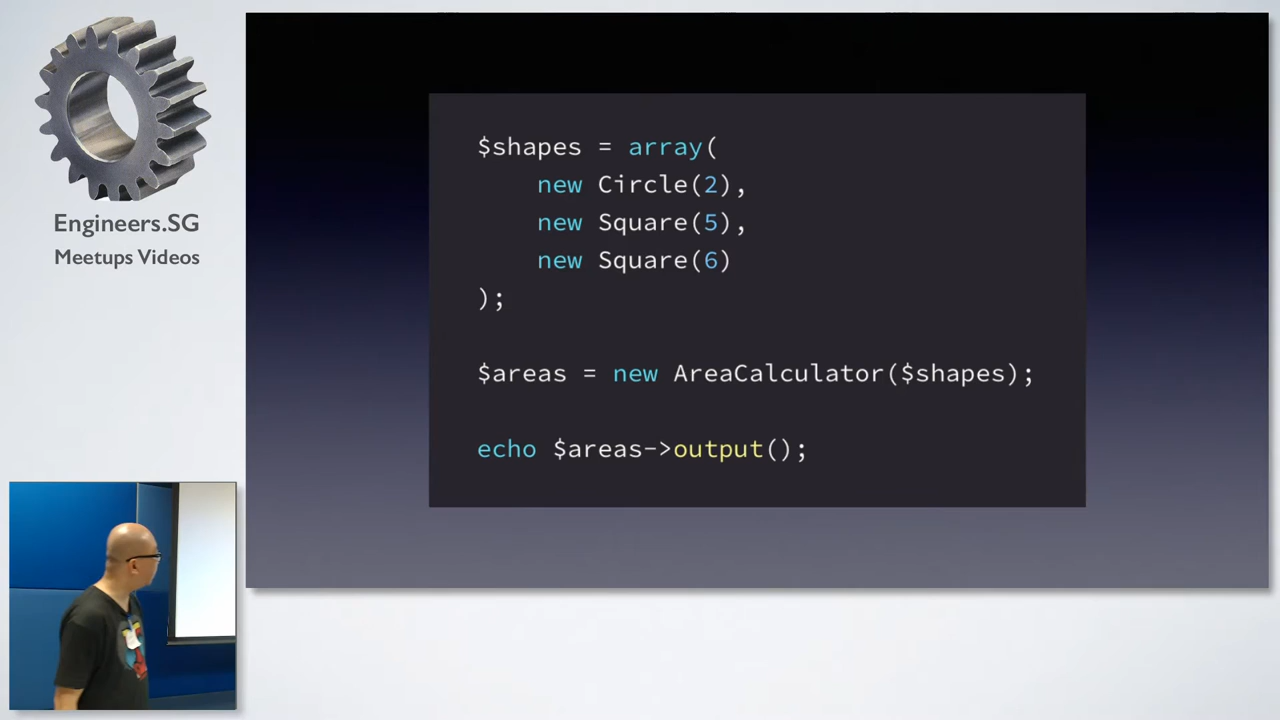 Engineers.SG
Meetups Videos
$shapes = array(
    new Circle(2),
    new Square(5),
    new Square(6)
);
$areas = new AreaCalculator($shapes);
echo $areas->output();